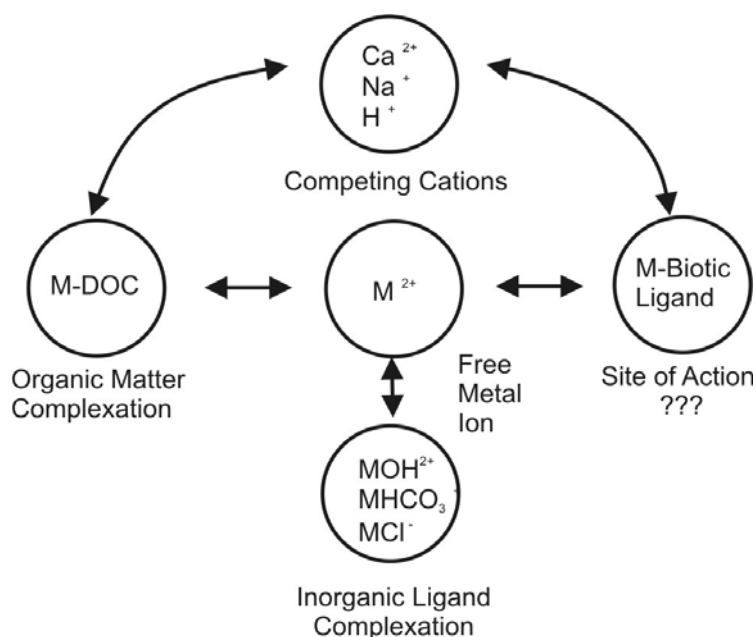 Ca 2+
Na +
H +
Competing Cations
M-DOC
Organic Matter
Complexation
M 2+
Free
Metal
Ion
M-Biotic
Ligand
Site of Action
???
MOH2+
MHCO3
MCl -
Inorganic Ligand
Complexation